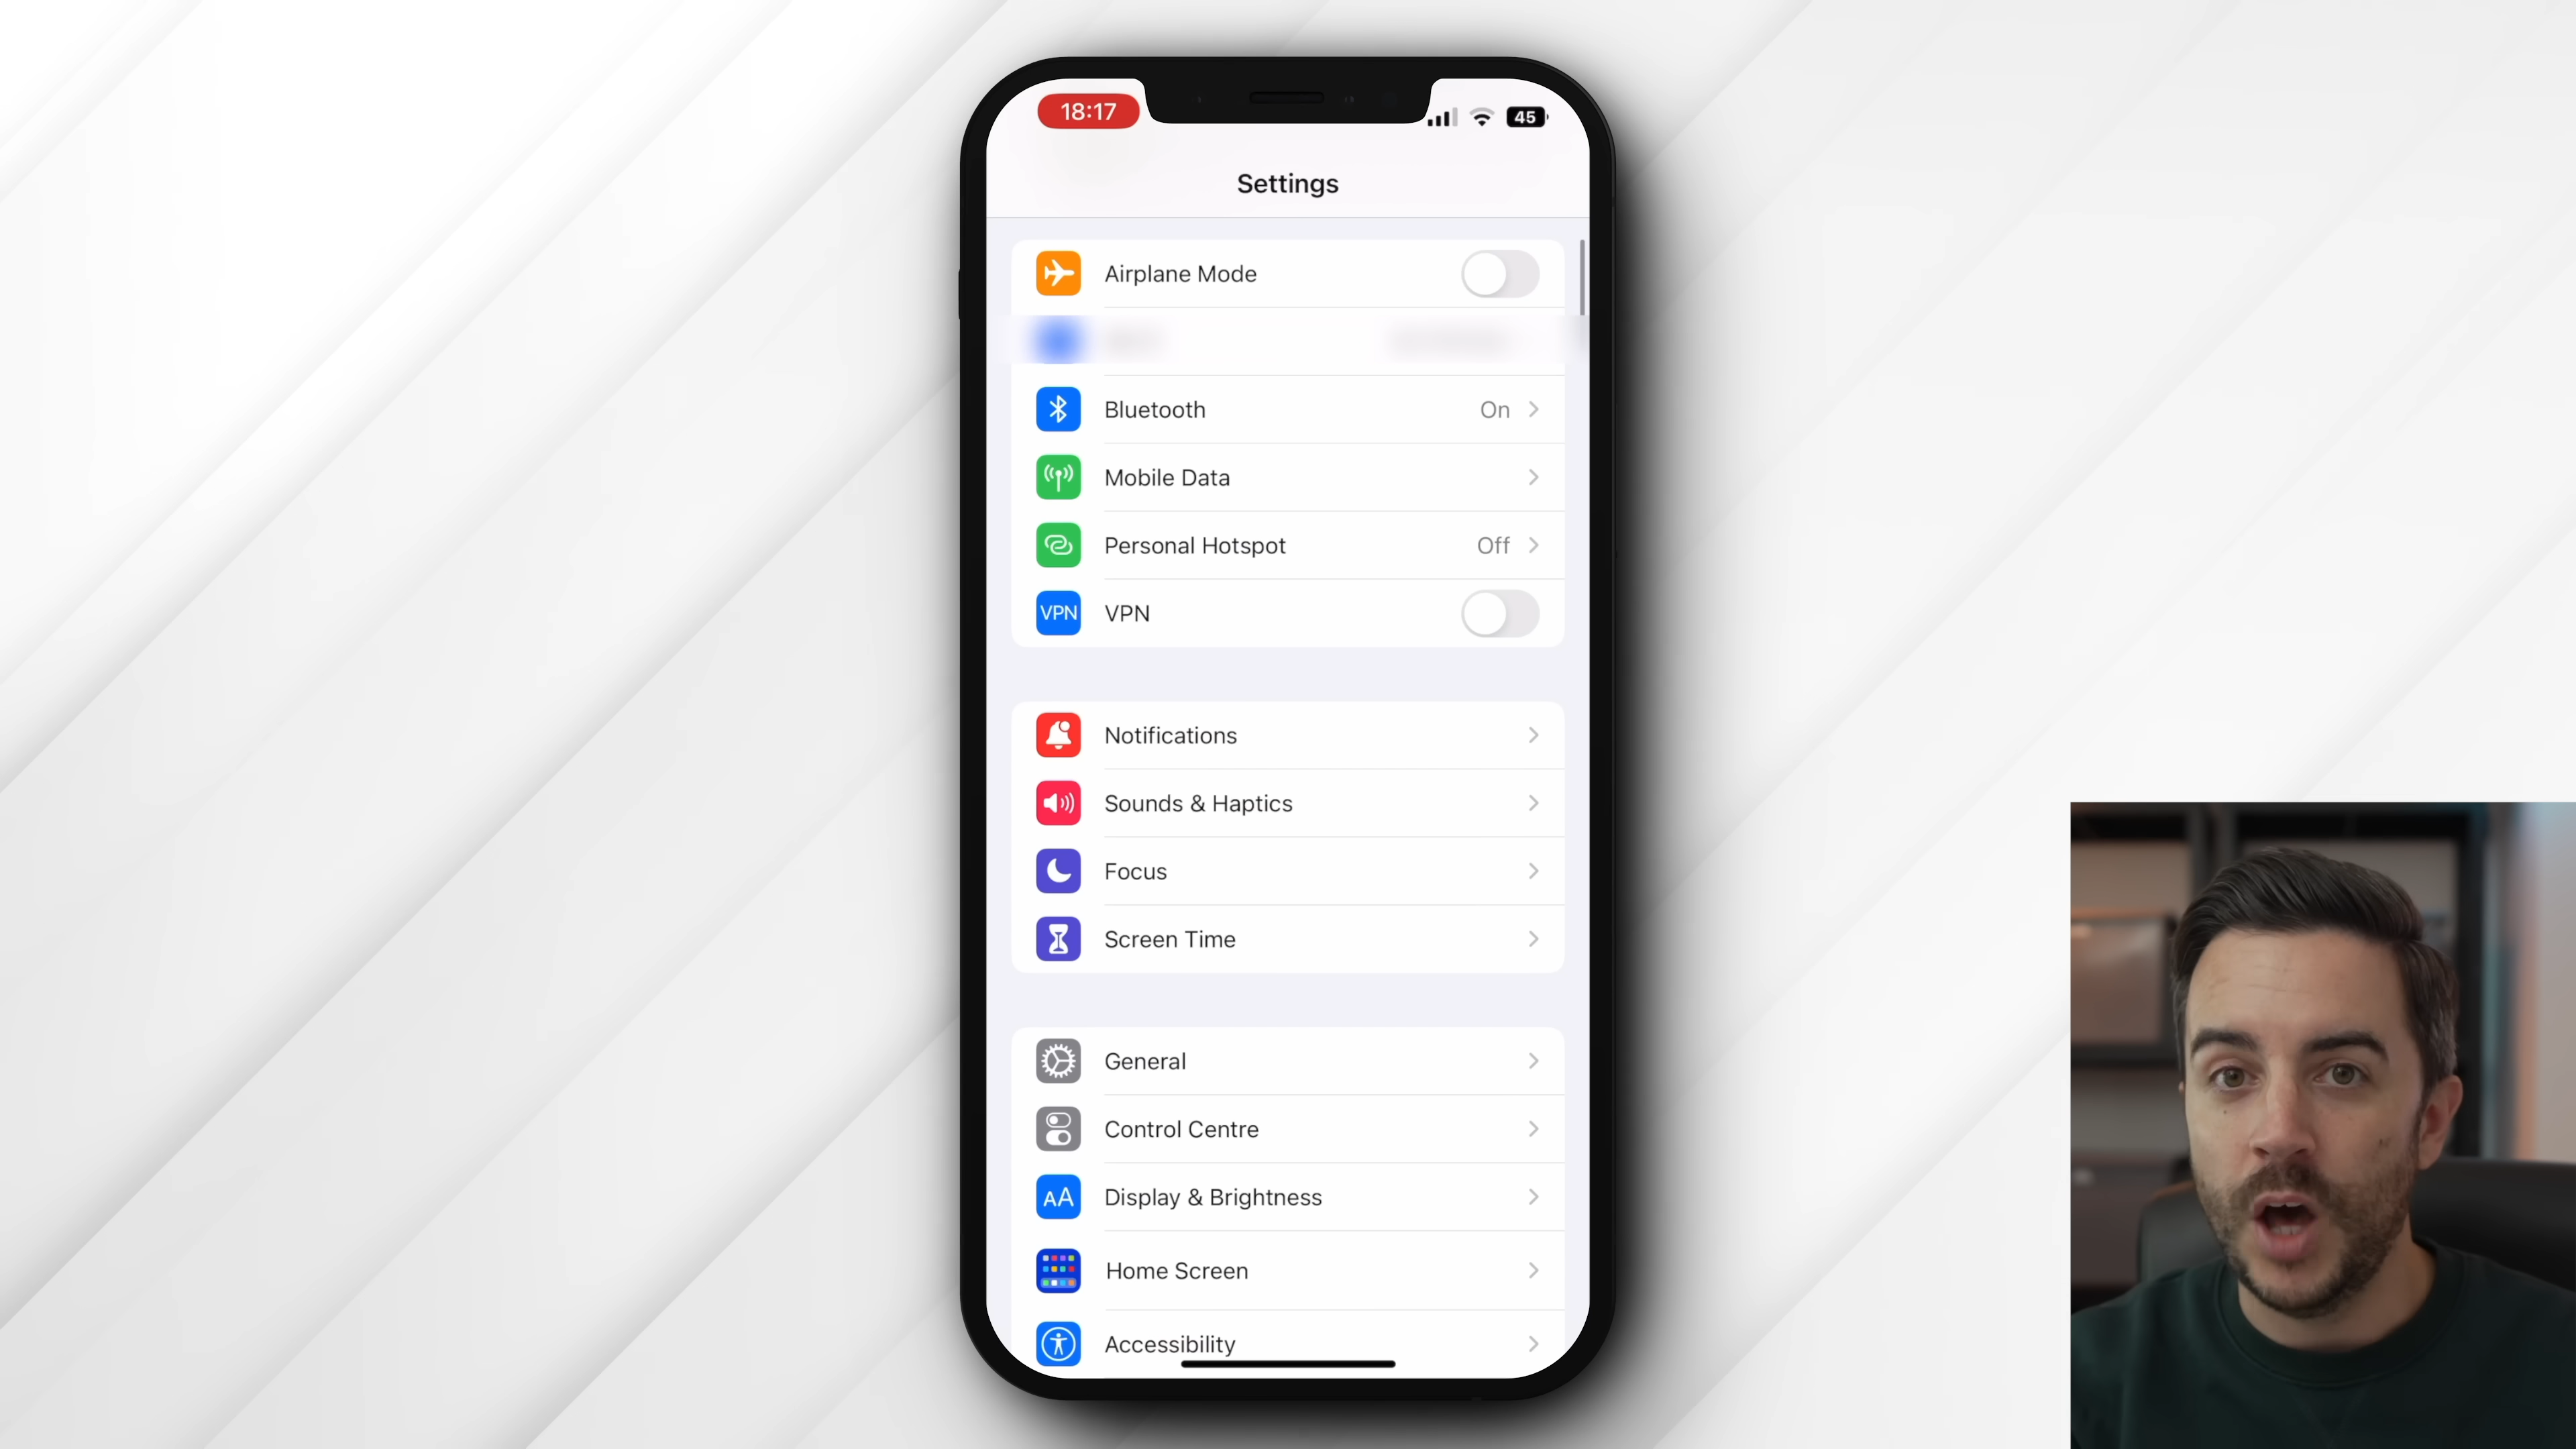 18:17
45
Settings
Airplane Mode
Bluetooth On
Mobile Data
Personal Hotspot Off
VPN VPN
Notifications
Sounds & Haptics
Focus
Screen Time
General
Control Centre
AA Display & Brightness
Home Screen
Accessibility